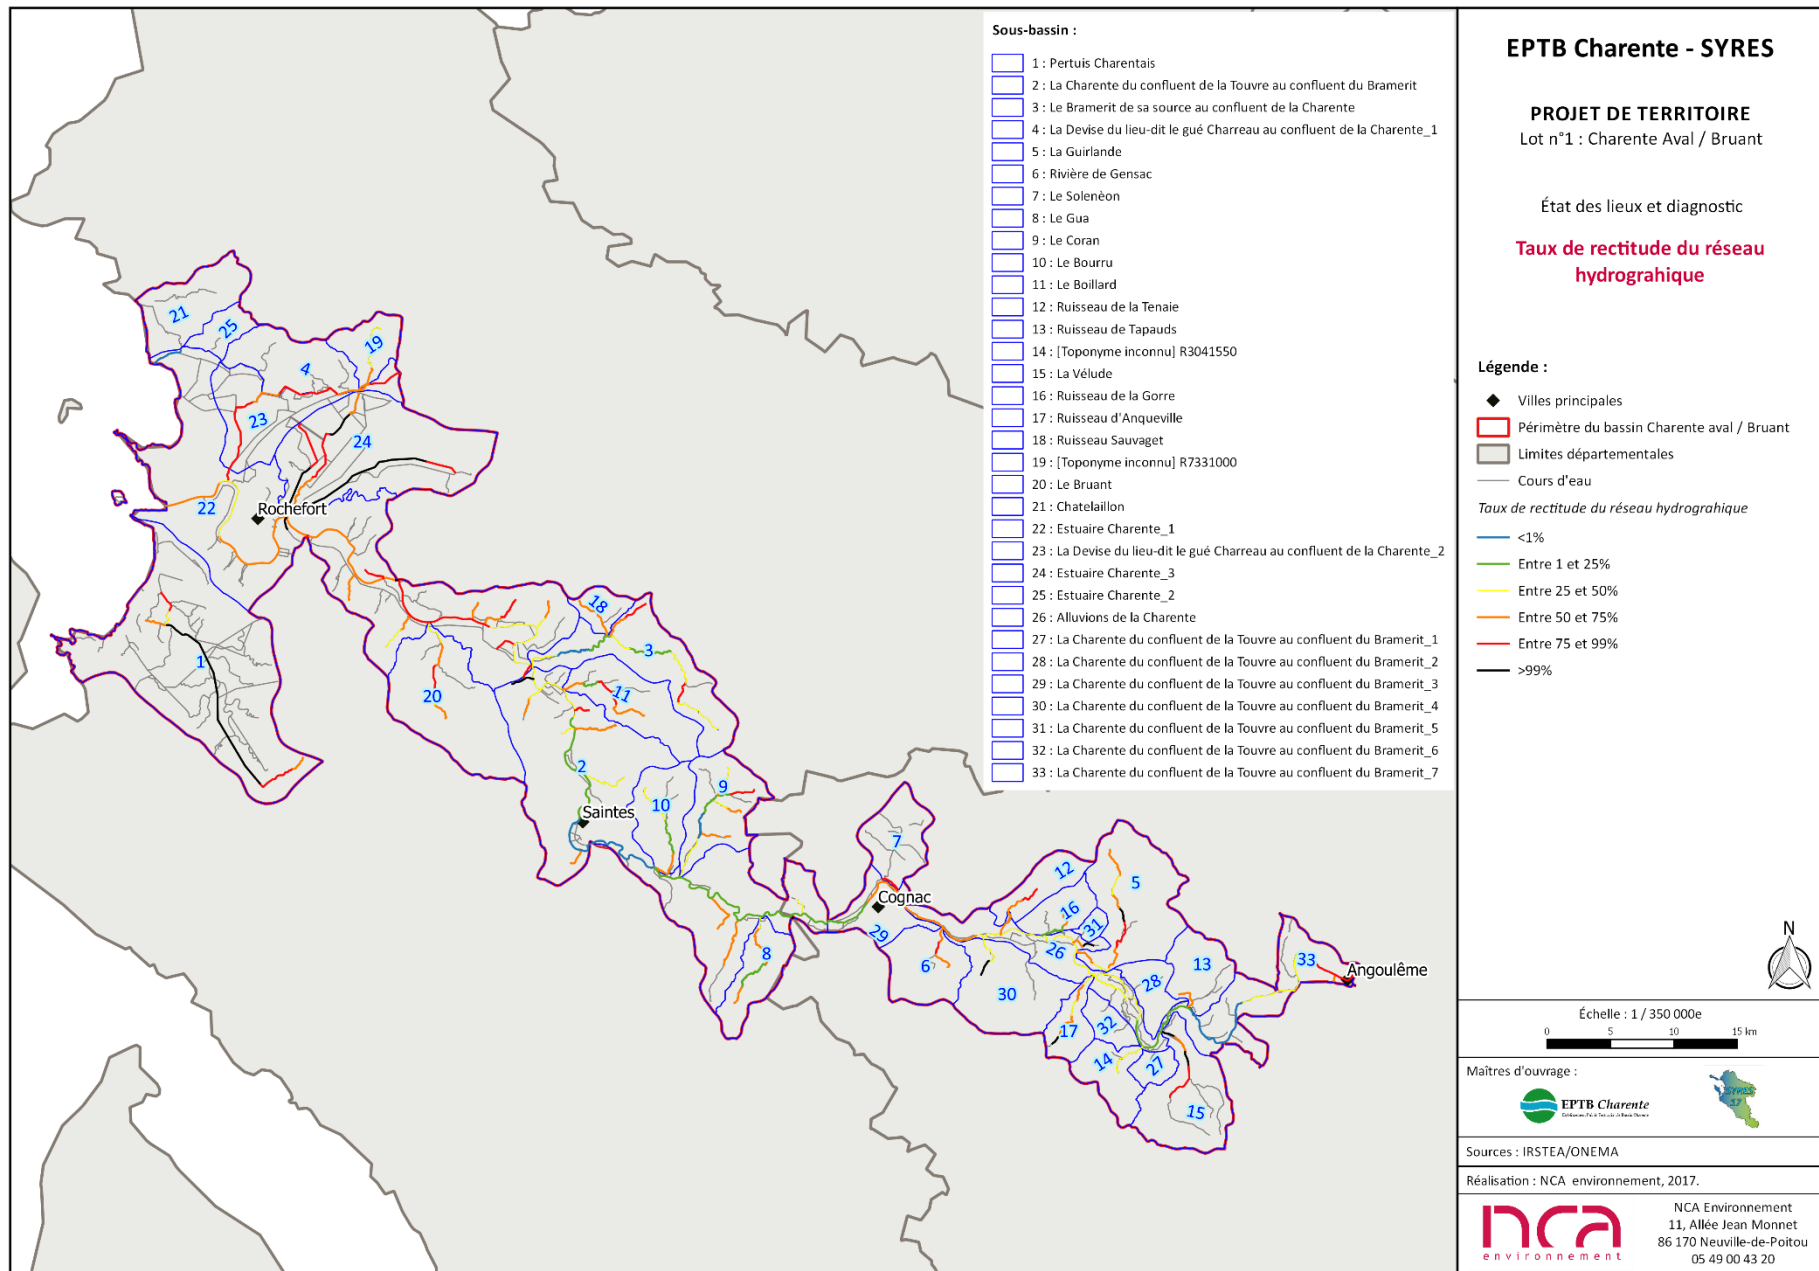 Sous-bassin :
1 : Pertuis Charentais
2 : La Charente du confluent de la Touvre au confluent du Bramerit
3 : Le Bramerit de sa source au confluent de la Charente
4 : La Devise du lieu-dit le gué Charreau au confluent de la Charente_1
5 : La Guirlande
6 : Rivière de Gensac
7 : Le Solenèon
8 : Le Gua
9 : Le Coran
10 : Le Bourru
11 : Le Boillard
12 : Ruisseau de la Tenaie
13 : Ruisseau de Tapauds
14 : [Toponyme inconnu] R3041550
15 : La Vélude
16 : Ruisseau de la Gorre
17 : Ruisseau d'Anqueville
18 : Ruisseau Sauvaget
19 : [Toponyme inconnu] R7331000
20 : Le Bruant
21 : Chatelaillon
22 : Estuaire Charente_1
23 : La Devise du lieu-dit le gué Charreau au confluent de la Charente_2
24 : Estuaire Charente_3
25 : Estuaire Charente_2
26 : Alluvions de la Charente
27 : La Charente du confluent de la Touvre au confluent du Bramerit_1
28 : La Charente du confluent de la Touvre au confluent du Bramerit_2
29 : La Charente du confluent de la Touvre au confluent du Bramerit_3
30 : La Charente du confluent de la Touvre au confluent du Bramerit_4
31 : La Charente du confluent de la Touvre au confluent du Bramerit_5
32 : La Charente du confluent de la Touvre au confluent du Bramerit_6
33 : La Charente du confluent de la Touvre au confluent du Bramerit_7
21
25
19
4
23
24
22
Rochefort
1
18
3
20
11
2
9
10
Saintes
7
Cognac
12
5
16
31
29
26
8
6
30
28
13
33
Angoulême
17
32
14
27
15
EPTB Charente - SYRES
PROJET DE TERRITOIRE
Lot n°1 : Charente Aval / Bruant
État des lieux et diagnostic
Taux de rectitude du réseau
hydrograhique
Légende :
Villes principales
Périmètre du bassin Charente aval / Bruant
Limites départementales
Cours d'eau
Taux de rectitude du réseau hydrograhique
<1%
Entre 1 et 25%
Entre 25 et 50%
Entre 50 et 75%
Entre 75 et 99%
>99%
N
Échelle : 1 / 350 000e
0 5 10 15 km
Maîtres d'ouvrage :
EPTB Charente
SYRES
17
Sources : IRSTEA/ONEMA
Réalisation : NCA environnement, 2017.
nca
environnement
NCA Environnement
11, Allée Jean Monnet
86 170 Neuville-de-Poitou
05 49 00 43 20